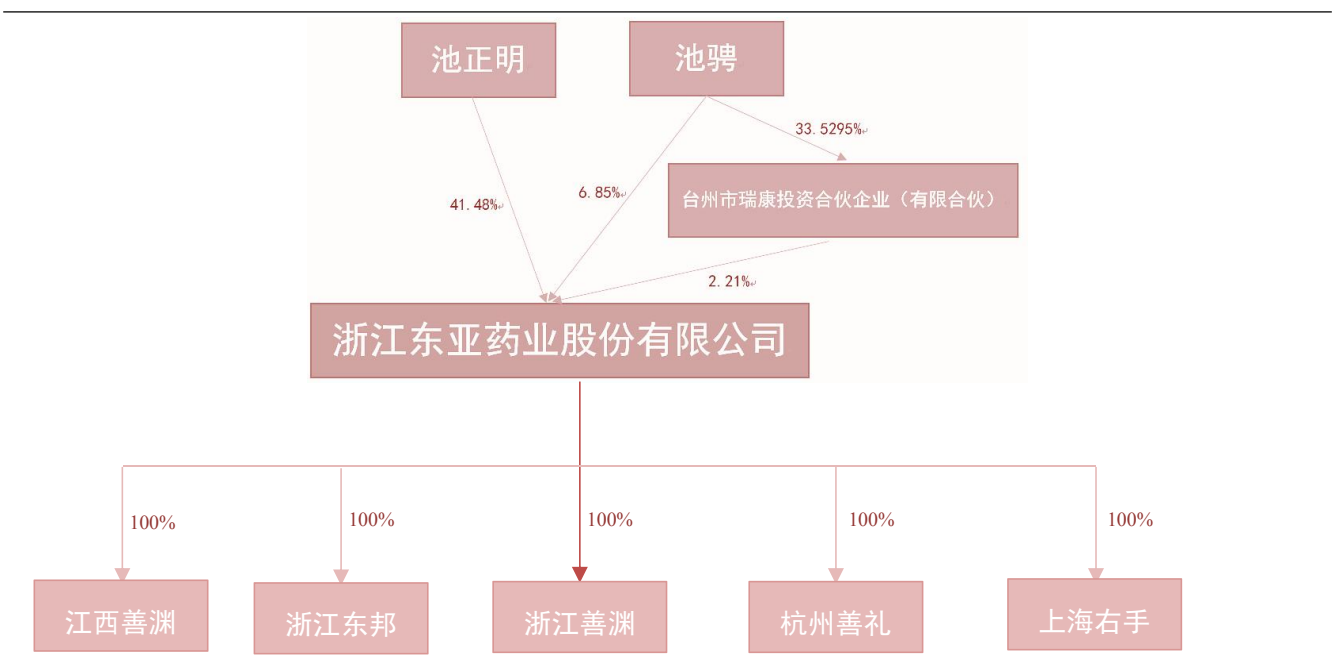 池正明
池骋
33.5295%
台州市瑞康投资合伙企业（有限合伙）
6.85%
41.48%
2.21%
浙江东亚药业股份有限公司
100%
100%
100%
100%
100%
江西善渊
浙江东邦
浙江善渊
杭州善礼
上海右手